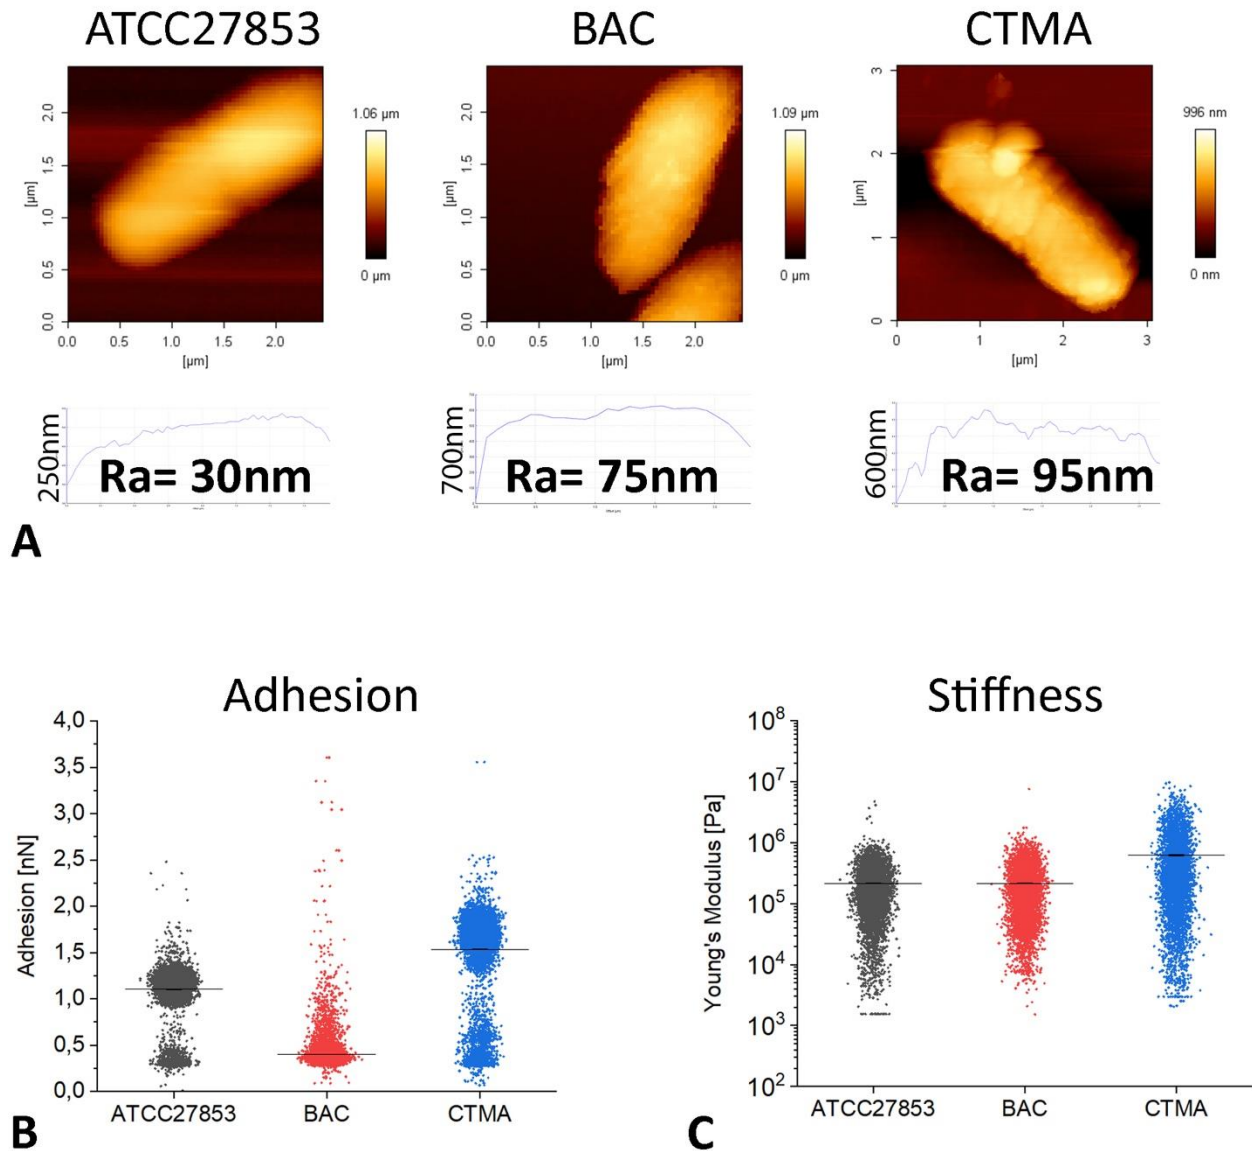 ATCC27853 BAC CTMA
2.0
1.5
1.0
0.5
0.0
[µm]
0.0 0.5 1.0 1.5 2.0
[µm]
1.06 µm
0 µm
2.0
1.5
1.0
0.5
0.0
[µm]
0.0 0.5 1.0 1.5 2.0
[µm]
1.09 µm
0 µm
3
2
1
0
[µm]
0 1 2 3
[µm]
996 nm
0 nm
250nm
Ra= 30nm
700nm
Ra= 75nm
600nm
Ra= 95nm
A
Adhesion
4,0
3,5
3,0
2,5
2,0
1,5
1,0
0,5
0,0
Adhesion [nN]
ATCC27853 BAC CTMA
B
Stiffness
10⁸
10⁷
10⁶
10⁵
10⁴
10³
10²
Young's Modulus [Pa]
ATCC27853 BAC CTMA
C